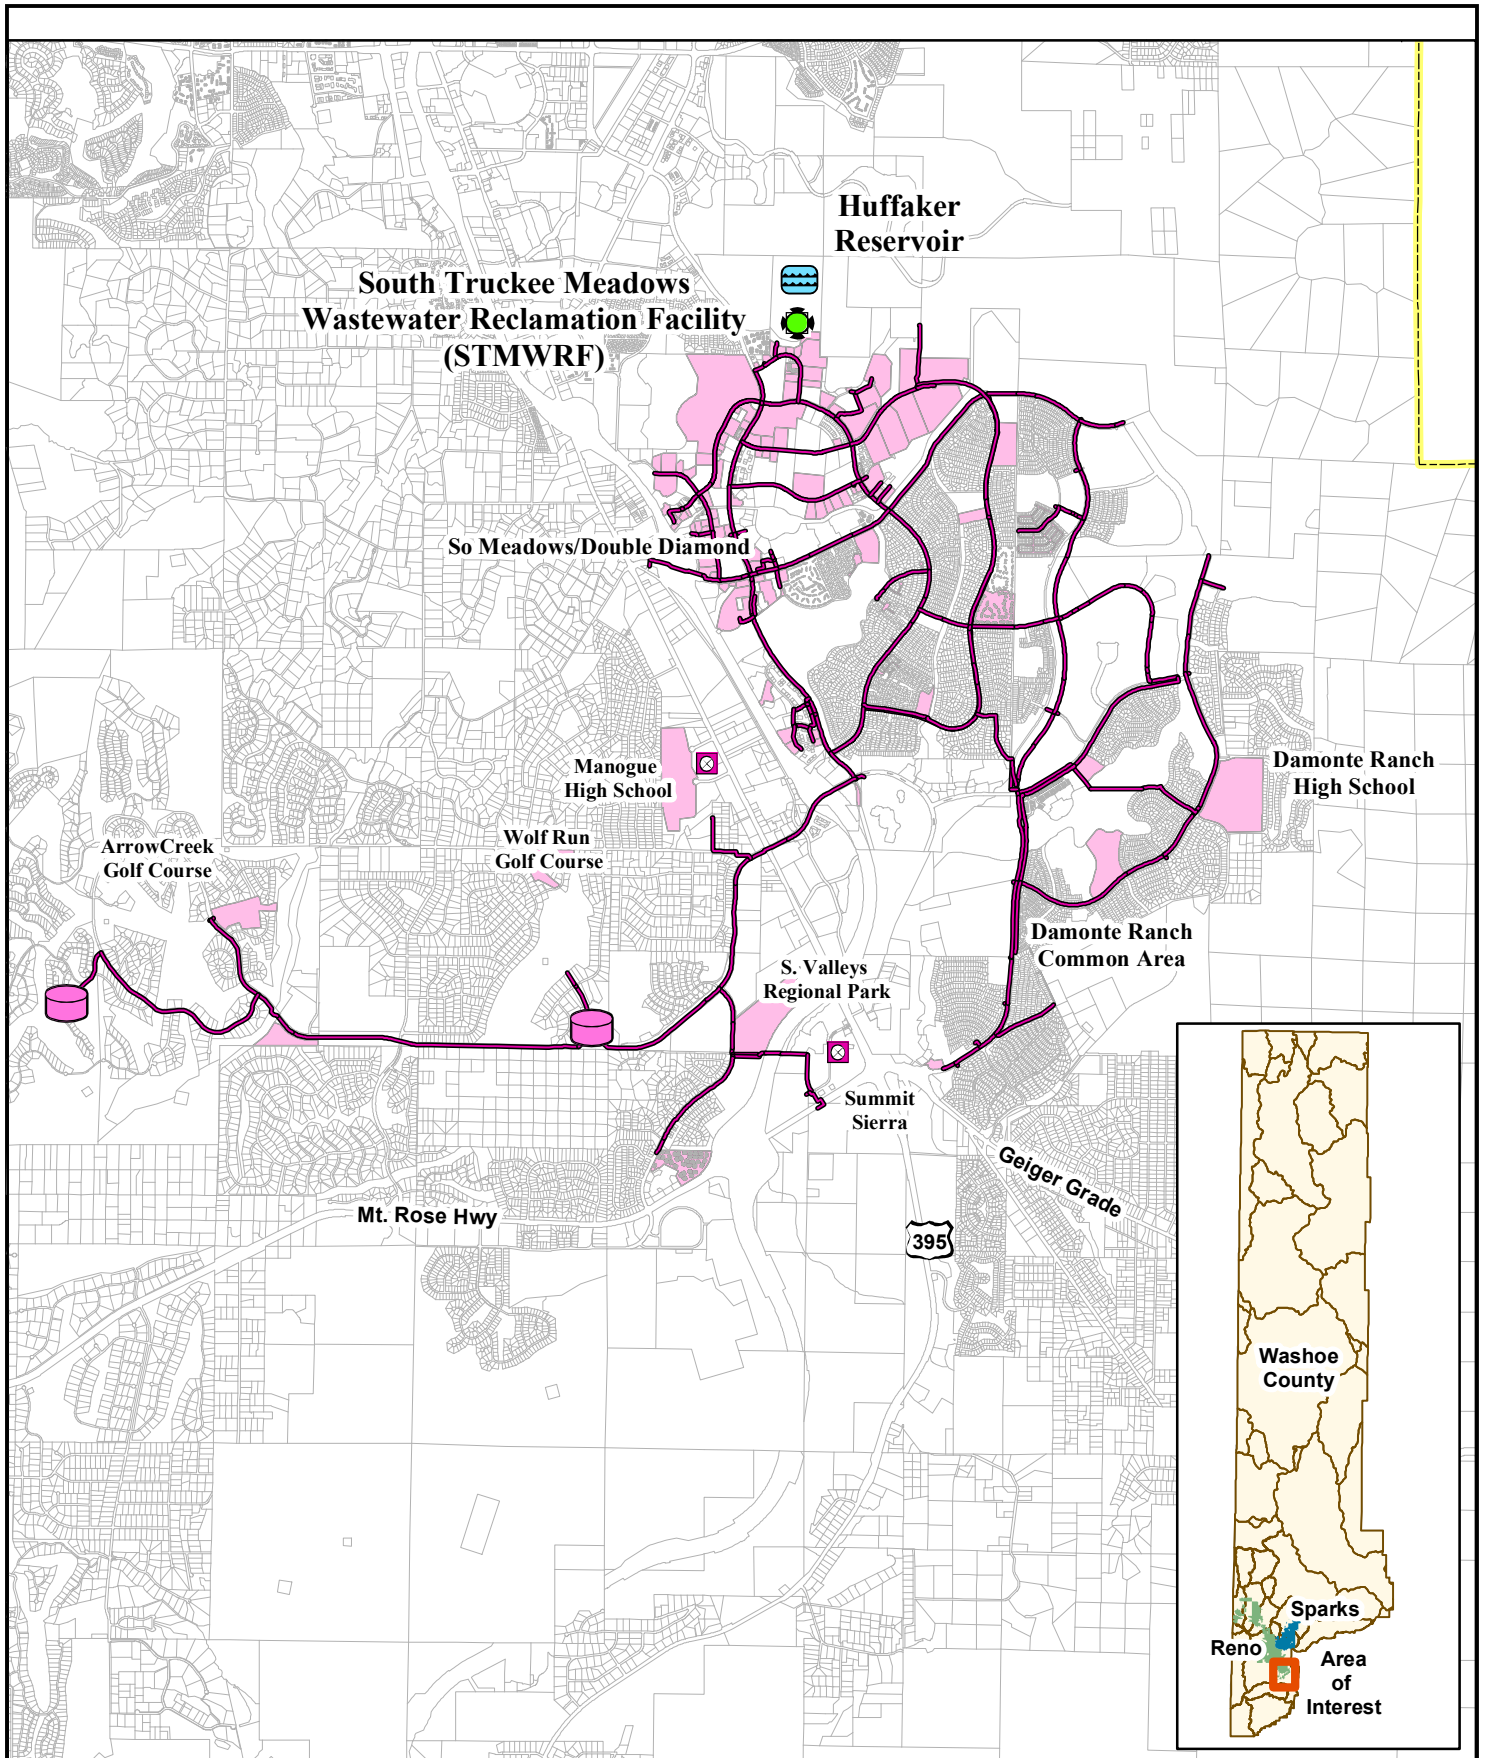 Huffaker
Reservoir
South Truckee Meadows
Wastewater Reclamation Facility
(STMWRF)
So Meadows/Double Diamond
Manogue
High School
Damonte Ranch
High School
ArrowCreek
Golf Course
Wolf Run
Golf Course
Damonte Ranch
Common Area
S. Valleys
Regional Park
Summit
Sierra
Geiger Grade
Mt. Rose Hwy
395
Washoe
County
Sparks
Reno
Area
of
Interest